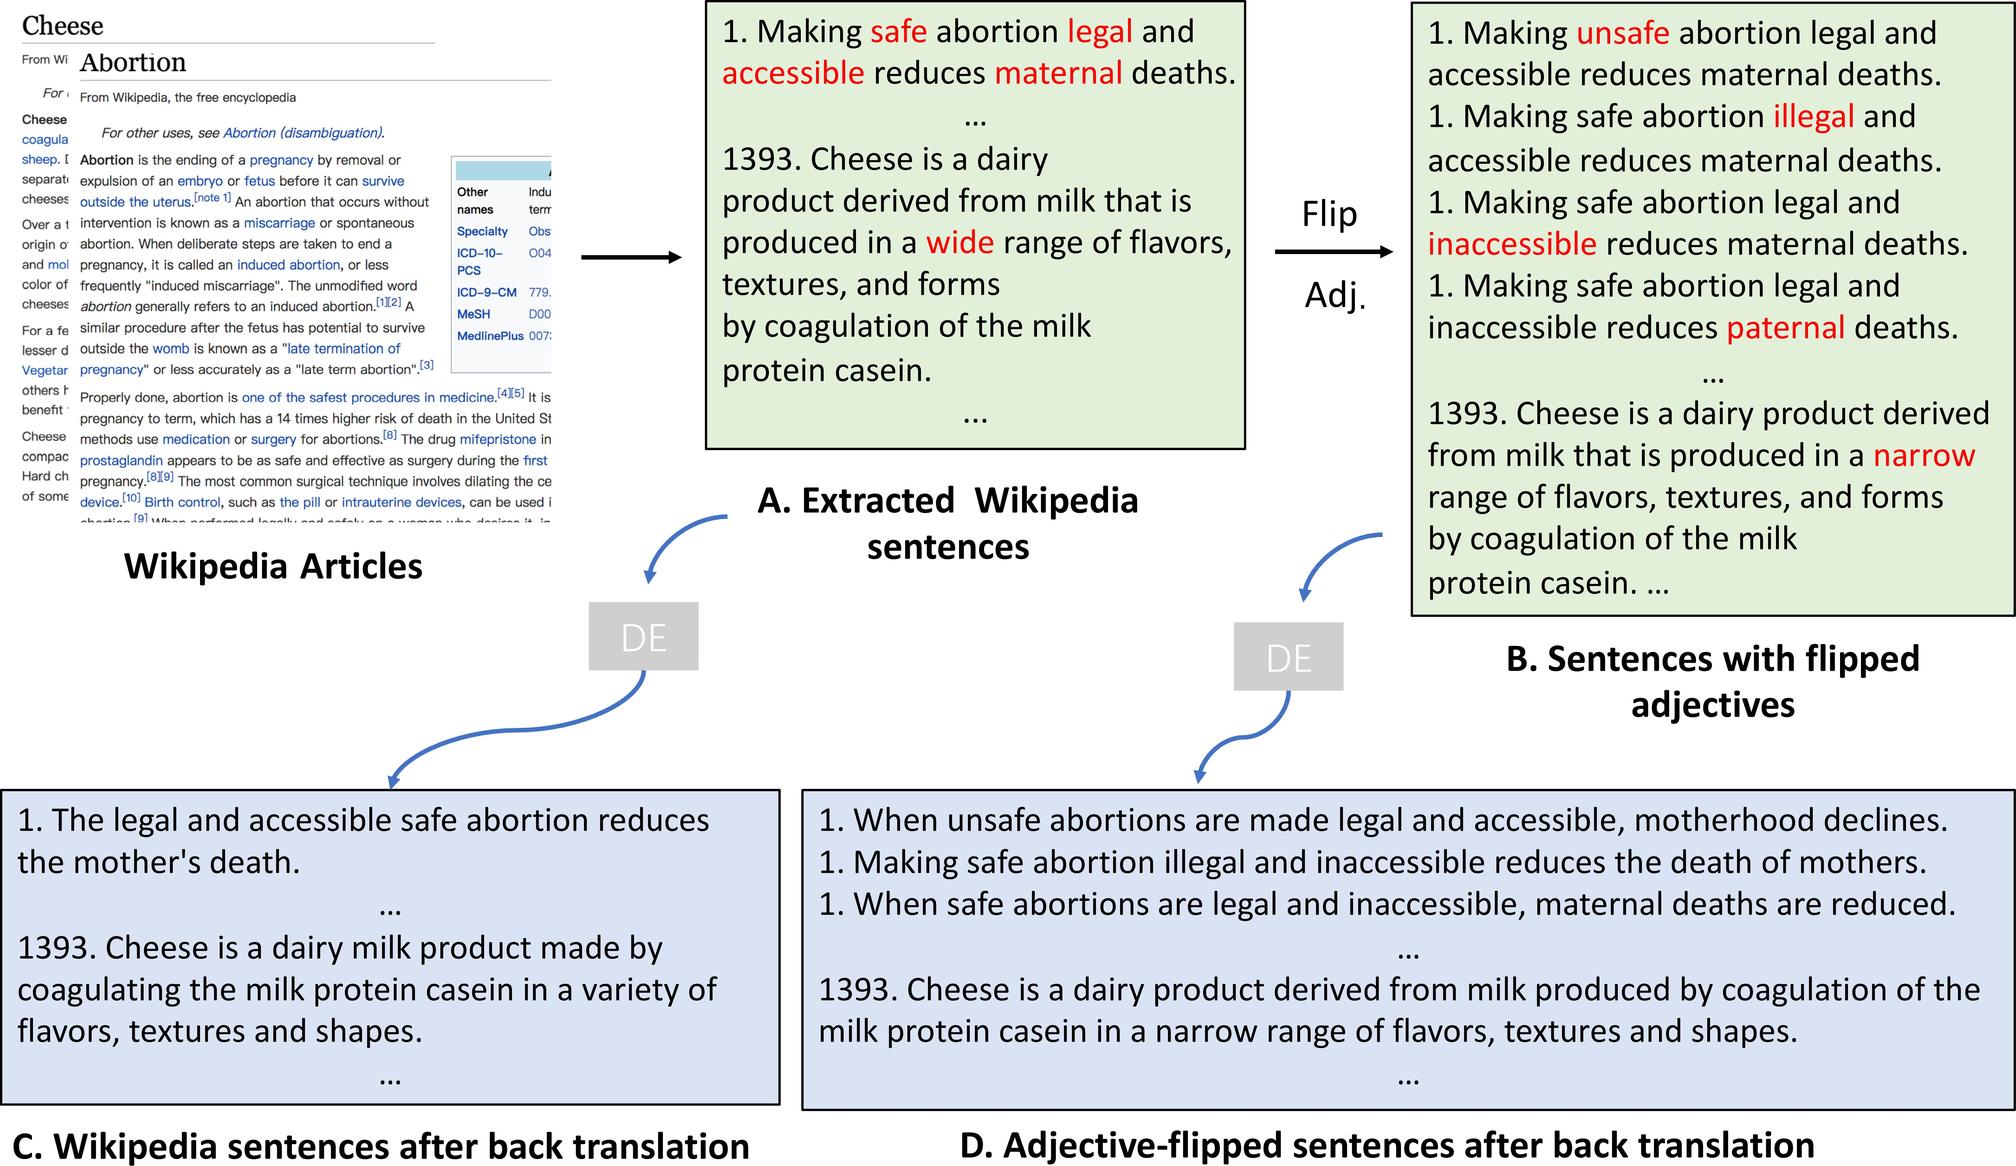 Cheese
From Wi
For
Cheese
coagula
sheep. D
separat
cheeses
Over a t
origin o
and mol
color of
cheeses
For a fe
lesser d
Vegetar
others h
benefit
Cheese
compac
Hard ch
of some
Abortion
From Wikipedia, the free encyclopedia
For other uses, see Abortion (disambiguation).
Abortion is the ending of a pregnancy by removal or
expulsion of an embryo or fetus before it can survive
outside the uterus.[note 1] An abortion that occurs without
intervention is known as a miscarriage or spontaneous
abortion. When deliberate steps are taken to end a
pregnancy, it is called an induced abortion, or less
frequently "induced miscarriage". The unmodified word
abortion generally refers to an induced abortion.[1][2] A
similar procedure after the fetus has potential to survive
outside the womb is known as a "late termination of
pregnancy" or less accurately as a "late term abortion".[3]
Other Indu
names term
Specialty Obs
ICD-10- O04
PCS
ICD-9-CM 779.
MeSH D00
MedlinePlus 007
Properly done, abortion is one of the safest procedures in medicine.[4][5] It is
pregnancy to term, which has a 14 times higher risk of death in the United St
methods use medication or surgery for abortions.[8] The drug mifepristone in
prostaglandin appears to be as safe and effective as surgery during the first
pregnancy.[8][9] The most common surgical technique involves dilating the ce
device.[10] Birth control, such as the pill or intrauterine devices, can be used i
abortion.[9] When performed legally and safely on a woman who desires it, in
Wikipedia Articles
1. Making safe abortion legal and
accessible reduces maternal deaths.
...
1393. Cheese is a dairy
product derived from milk that is
produced in a wide range of flavors,
textures, and forms
by coagulation of the milk
protein casein.
...
A. Extracted Wikipedia
sentences
Flip
Adj.
1. Making unsafe abortion legal and
accessible reduces maternal deaths.
1. Making safe abortion illegal and
accessible reduces maternal deaths.
1. Making safe abortion legal and
inaccessible reduces maternal deaths.
1. Making safe abortion legal and
inaccessible reduces paternal deaths.
...
1393. Cheese is a dairy product derived
from milk that is produced in a narrow
range of flavors, textures, and forms
by coagulation of the milk
protein casein. ...
B. Sentences with flipped
adjectives
DE
DE
1. The legal and accessible safe abortion reduces
the mother's death.
...
1393. Cheese is a dairy milk product made by
coagulating the milk protein casein in a variety of
flavors, textures and shapes.
...
C. Wikipedia sentences after back translation
1. When unsafe abortions are made legal and accessible, motherhood declines.
1. Making safe abortion illegal and inaccessible reduces the death of mothers.
1. When safe abortions are legal and inaccessible, maternal deaths are reduced.
...
1393. Cheese is a dairy product derived from milk produced by coagulation of the
milk protein casein in a narrow range of flavors, textures and shapes.
...
D. Adjective-flipped sentences after back translation